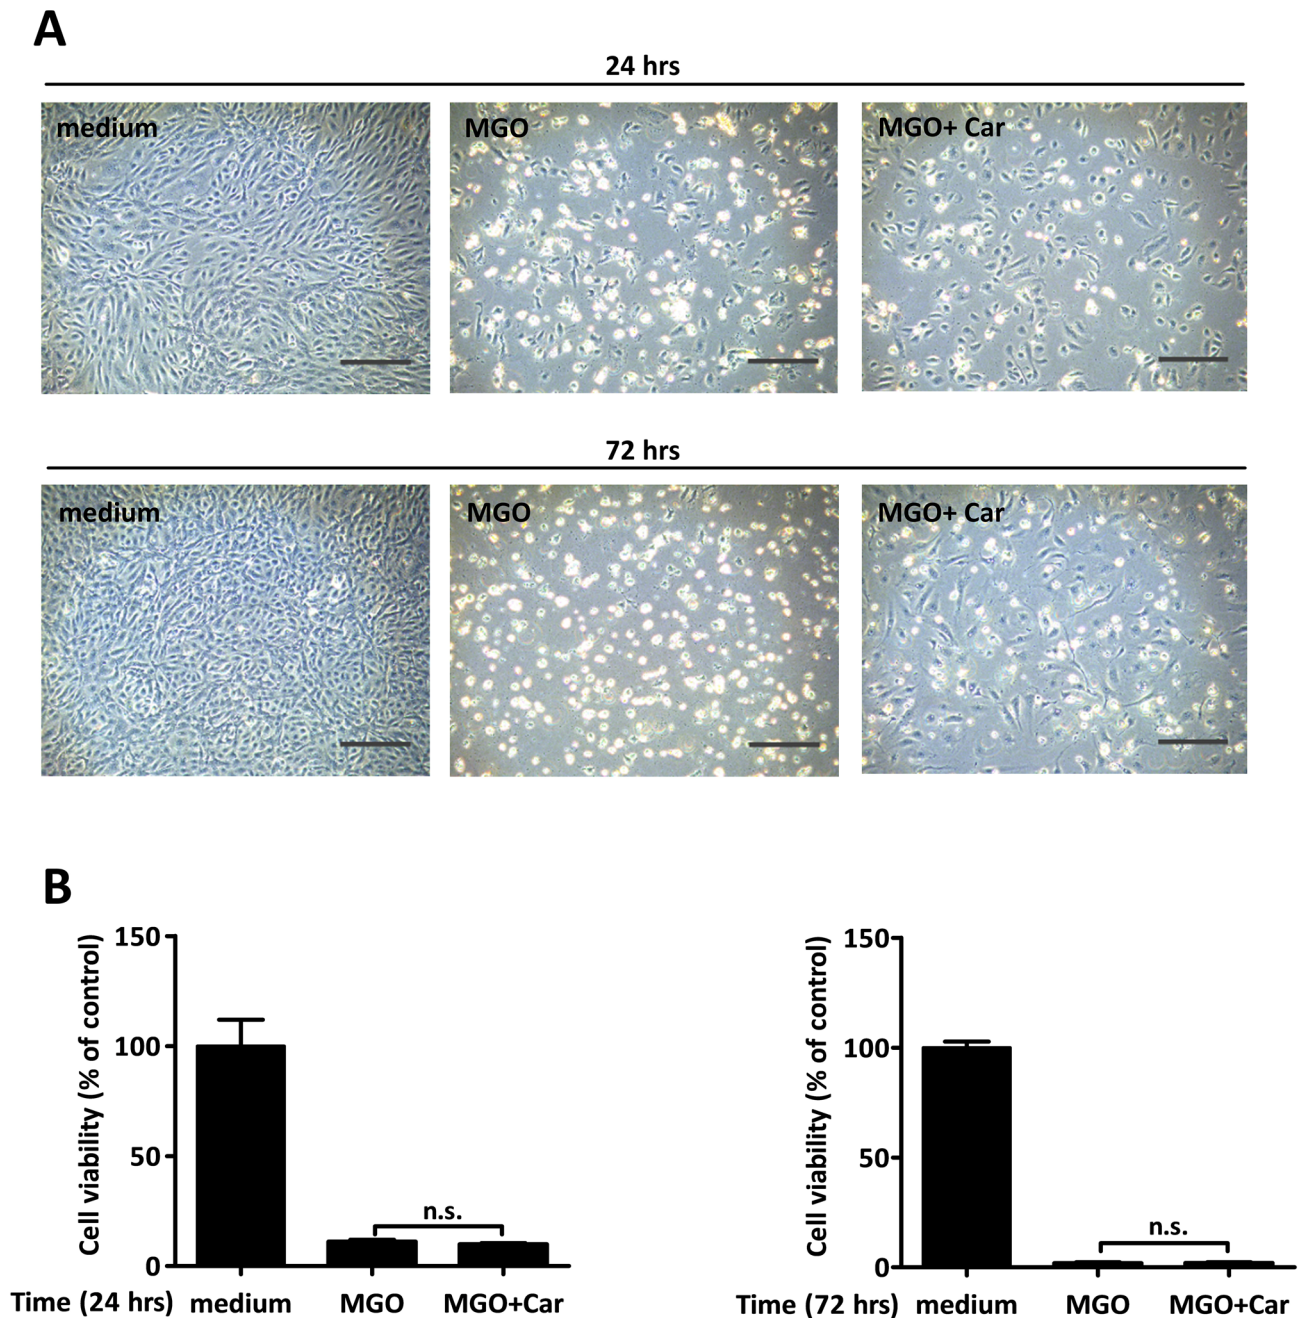 A
24 hrs
medium
MGO
MGO+ Car
72 hrs
medium
MGO
MGO+ Car
B
Cell viability (% of control)
150
100
50
0
n.s.
Time (24 hrs) medium MGO MGO+Car
Cell viability (% of control)
150
100
50
0
n.s.
Time (72 hrs) medium MGO MGO+Car